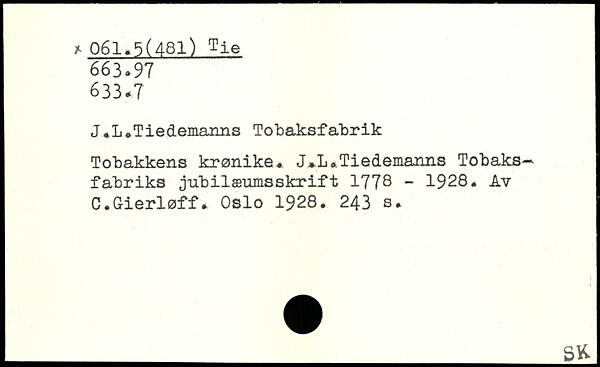 x 061.5(481) Tie
663.97
633.7
J.L.Tiedemanns Tobaksfabrik
Tobakkens krønike. J.L.Tiedemanns Tobaks-
fabriks jubilæumsskrift 1778 - 1928. Av
C.Gierløff. Oslo 1928. 243 s.
SK